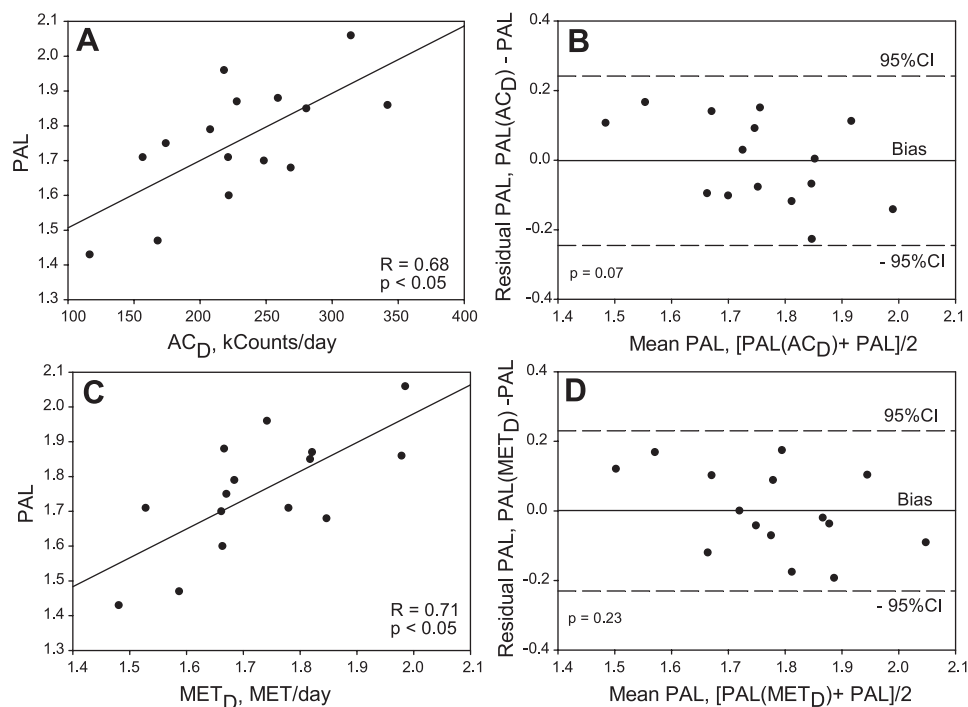 A
2.1
2.0
1.9
1.8
1.7
1.6
1.5
1.4
1.3
PAL
R = 0.68
p < 0.05
100 150 200 250 300 350 400
AC_D, kCounts/day
B
0.4
0.2
0.0
-0.2
-0.4
Residual PAL, PAL(AC_D) - PAL
95%CI
Bias
- 95%CI
p = 0.07
1.4 1.5 1.6 1.7 1.8 1.9 2.0 2.1
Mean PAL, [PAL(AC_D)+ PAL]/2
C
2.1
2.0
1.9
1.8
1.7
1.6
1.5
1.4
1.3
PAL
R = 0.71
p < 0.05
1.4 1.5 1.6 1.7 1.8 1.9 2.0 2.1
MET_D, MET/day
D
0.4
0.2
0.0
-0.2
-0.4
Residual PAL, PAL(MET_D) -PAL
95%CI
Bias
- 95%CI
p = 0.23
1.4 1.5 1.6 1.7 1.8 1.9 2.0 2.1
Mean PAL, [PAL(MET_D)+ PAL]/2